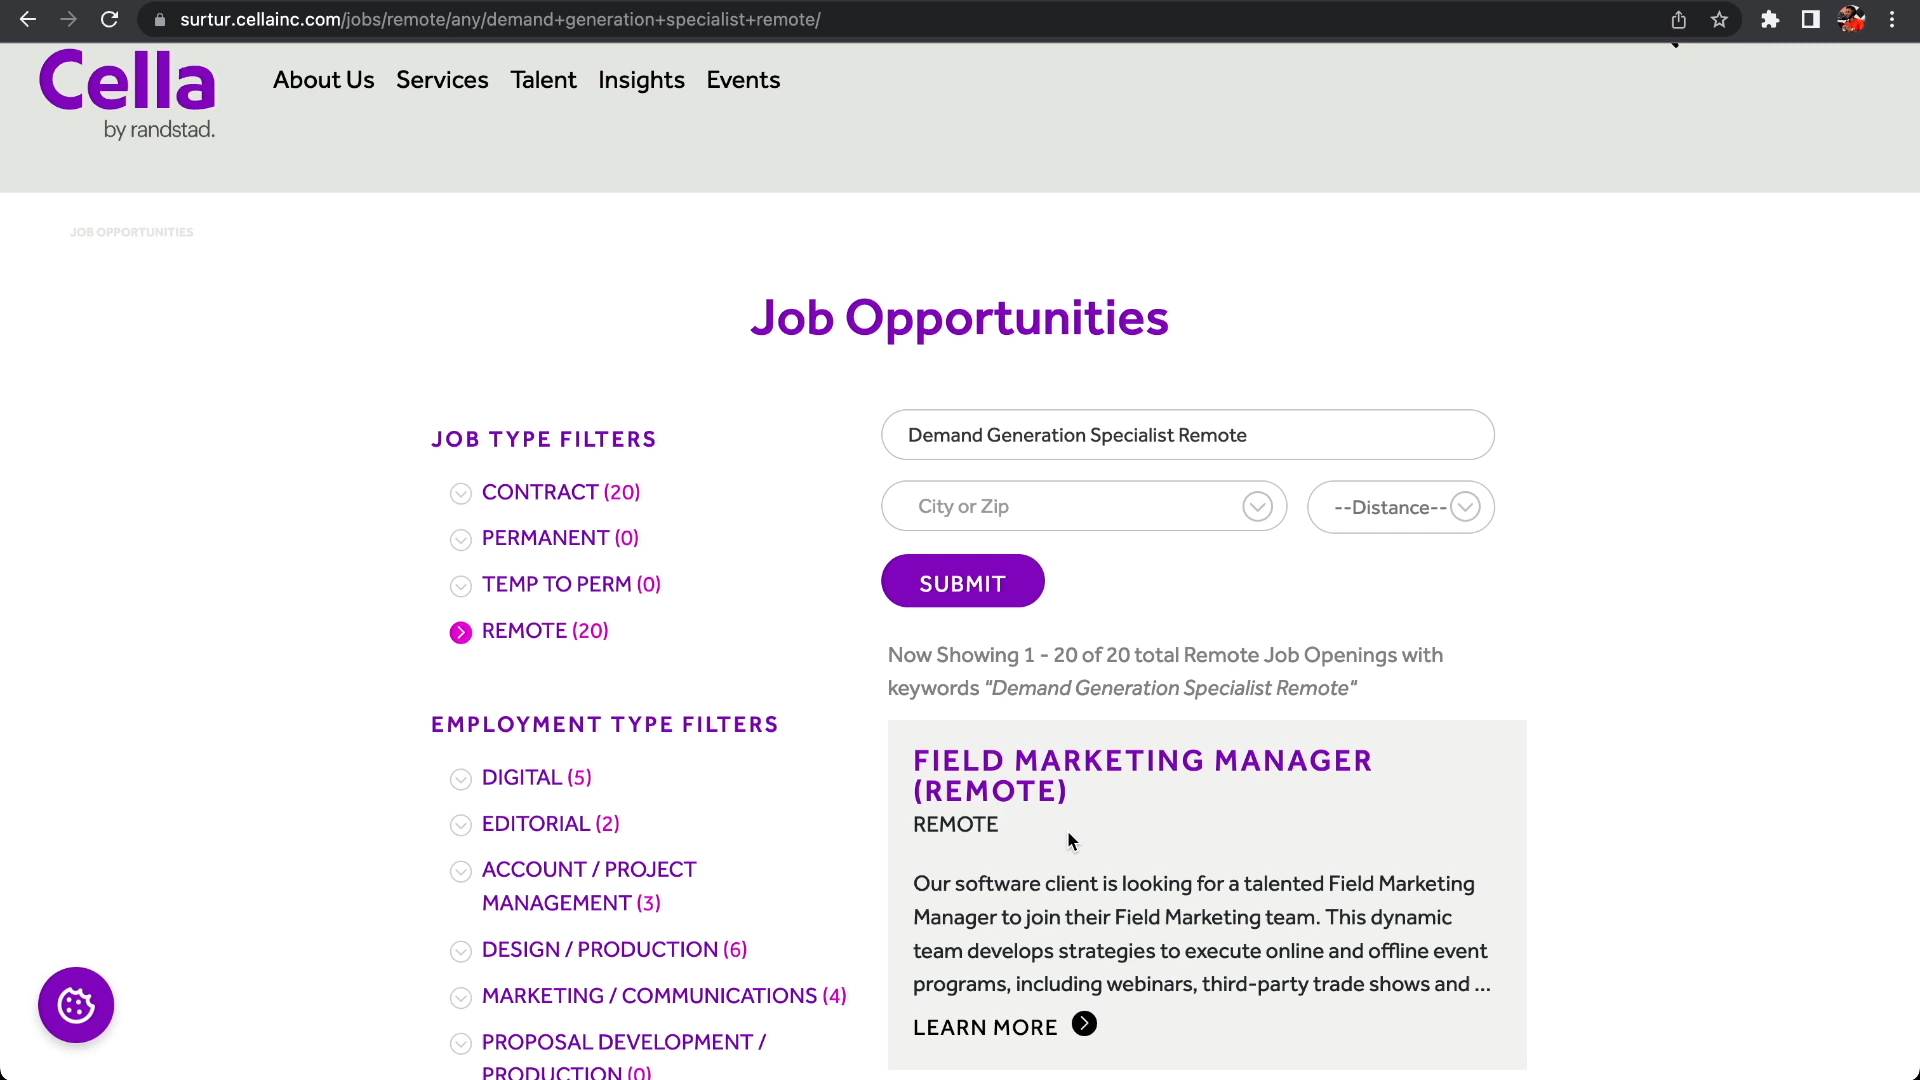 surtur.cellainc.com/jobs/remote/any/demand+generation+specialist+remote/
Cella
by randstad.
About Us Services Talent Insights Events
JOB OPPORTUNITIES
Job Opportunities
JOB TYPE FILTERS
CONTRACT (20)
PERMANENT (0)
TEMP TO PERM (0)
REMOTE (20)
EMPLOYMENT TYPE FILTERS
DIGITAL (5)
EDITORIAL (2)
ACCOUNT / PROJECT
MANAGEMENT (3)
DESIGN / PRODUCTION (6)
MARKETING / COMMUNICATIONS (4)
PROPOSAL DEVELOPMENT /
PRODUCTION (0)
Demand Generation Specialist Remote
City or Zip
--Distance--
SUBMIT
Now Showing 1 - 20 of 20 total Remote Job Openings with
keywords "Demand Generation Specialist Remote"
FIELD MARKETING MANAGER
(REMOTE)
REMOTE
Our software client is looking for a talented Field Marketing
Manager to join their Field Marketing team. This dynamic
team develops strategies to execute online and offline event
programs, including webinars, third-party trade shows and ...
LEARN MORE